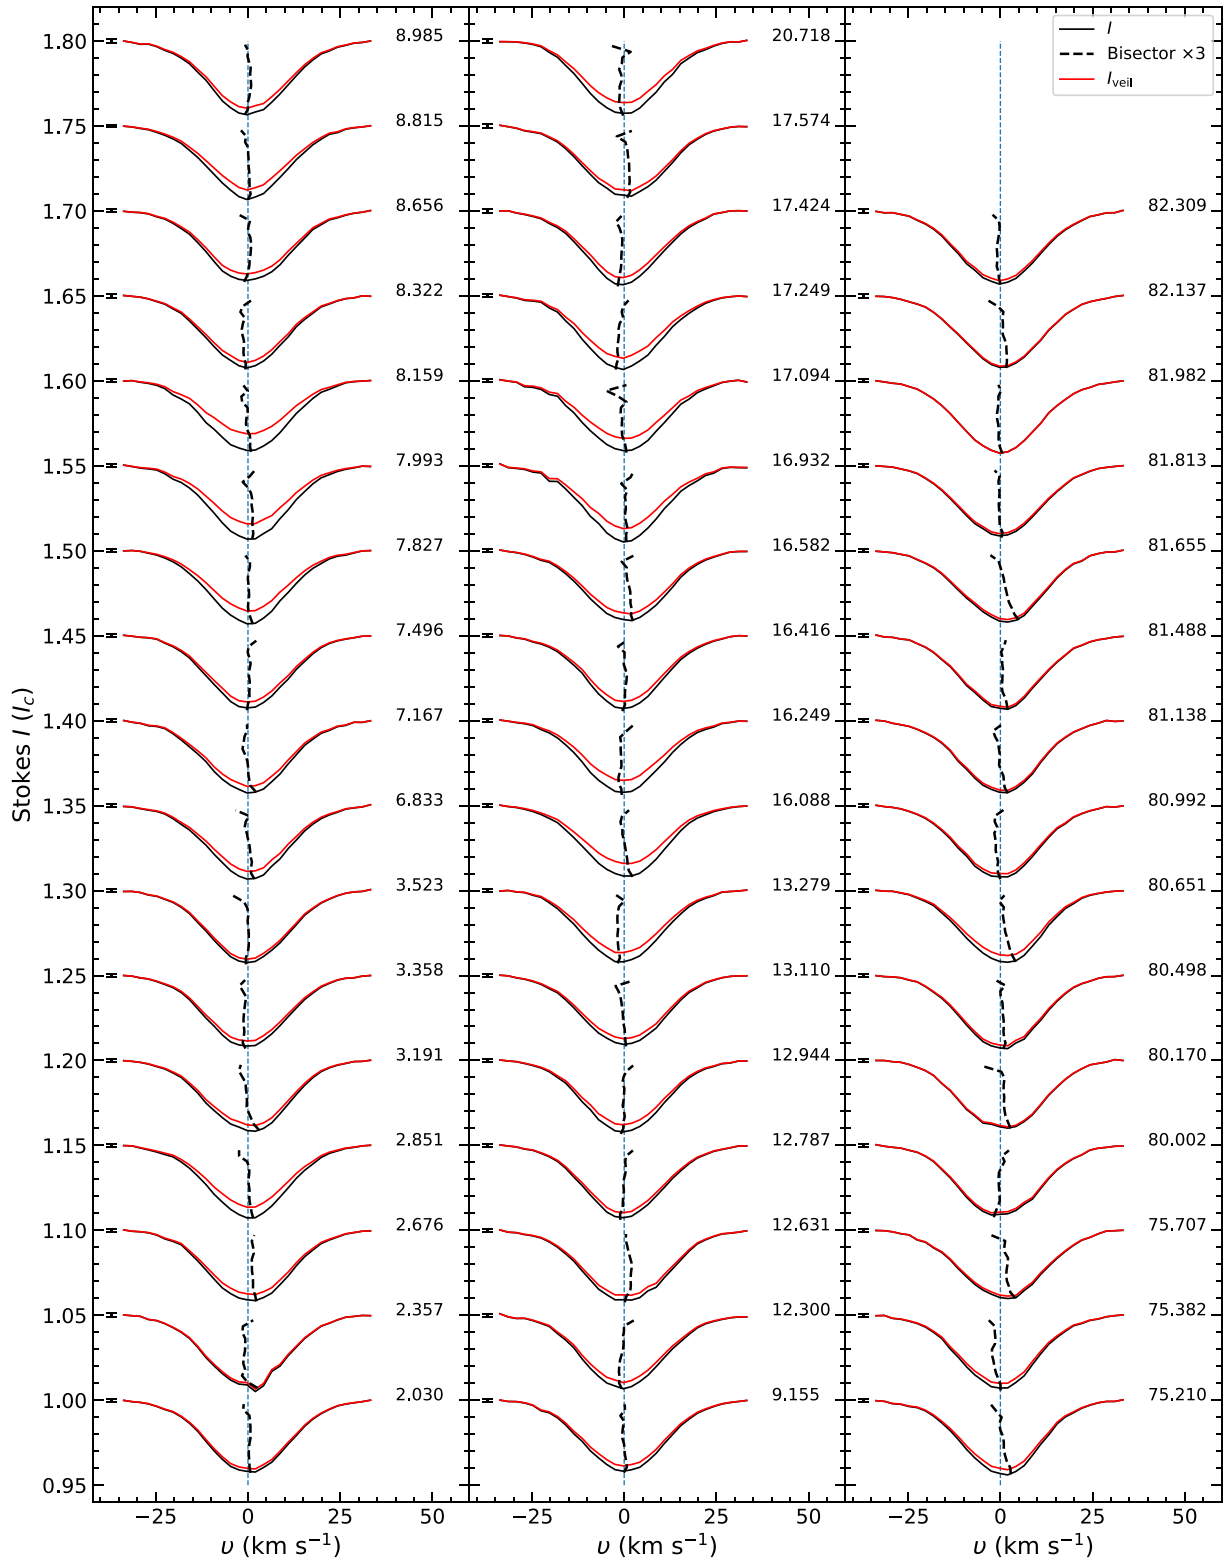 I
Bisector ×3
I_veil
1.80 8.985 20.718
1.75 8.815 17.574
1.70 8.656 17.424 82.309
1.65 8.322 17.249 82.137
1.60 8.159 17.094 81.982
1.55 7.993 16.932 81.813
1.50 7.827 16.582 81.655
1.45 7.496 16.416 81.488
1.40 7.167 16.249 81.138
1.35 6.833 16.088 80.992
1.30 3.523 13.279 80.651
1.25 3.358 13.110 80.498
1.20 3.191 12.944 80.170
1.15 2.851 12.787 80.002
1.10 2.676 12.631 75.707
1.05 2.357 12.300 75.382
1.00 2.030 9.155 75.210
0.95
Stokes I (I_c)
−25 0 25 50 −25 0 25 50 −25 0 25 50
υ (km s⁻¹) υ (km s⁻¹) υ (km s⁻¹)